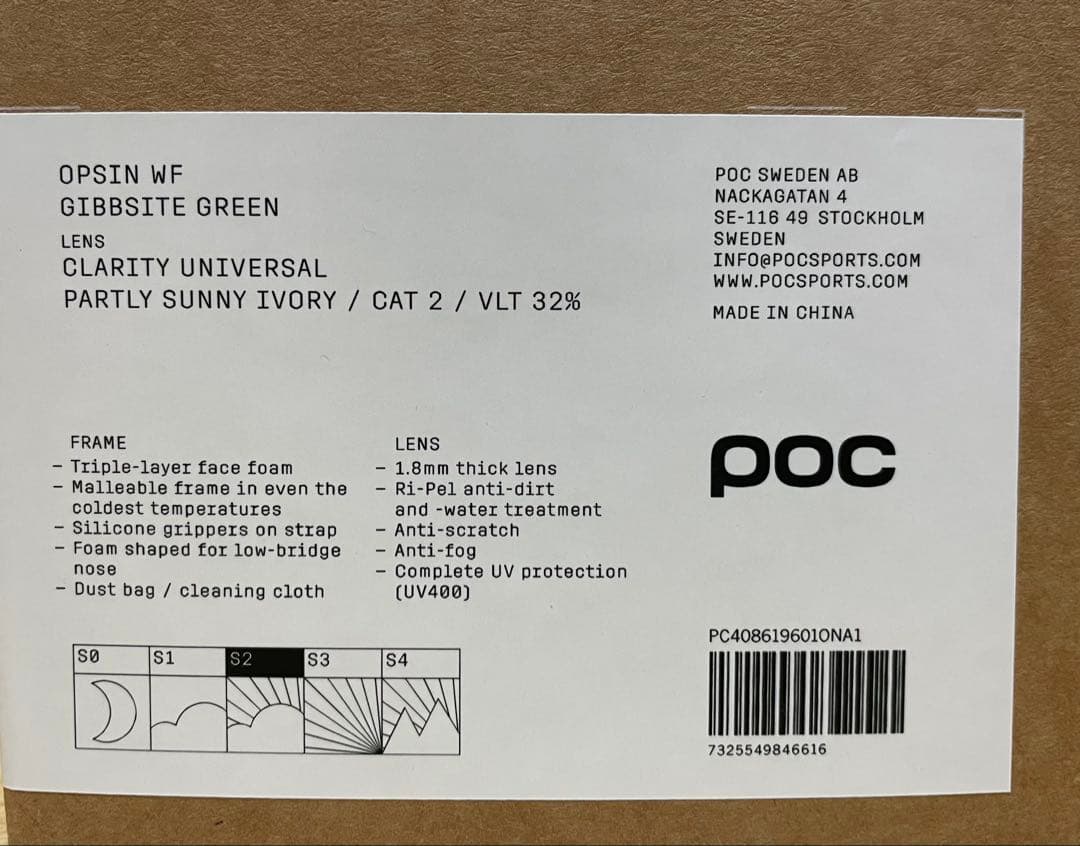 OPSIN WF
GIBBSITE GREEN
LENS
CLARITY UNIVERSAL
PARTLY SUNNY IVORY / CAT 2 / VLT 32%
POC SWEDEN AB
NACKAGATAN 4
SE-116 49 STOCKHOLM
SWEDEN
INFO@POCSPORTS.COM
WWW.POCSPORTS.COM
MADE IN CHINA
FRAME
– Triple-layer face foam
– Malleable frame in even the
coldest temperatures
– Silicone grippers on strap
– Foam shaped for low-bridge
nose
– Dust bag / cleaning cloth
LENS
– 1.8mm thick lens
– Ri-Pel anti-dirt
and -water treatment
– Anti-scratch
– Anti-fog
– Complete UV protection
(UV400)
POC
S0 S1 S2 S3 S4
PC408619601ONA1
7325549846616